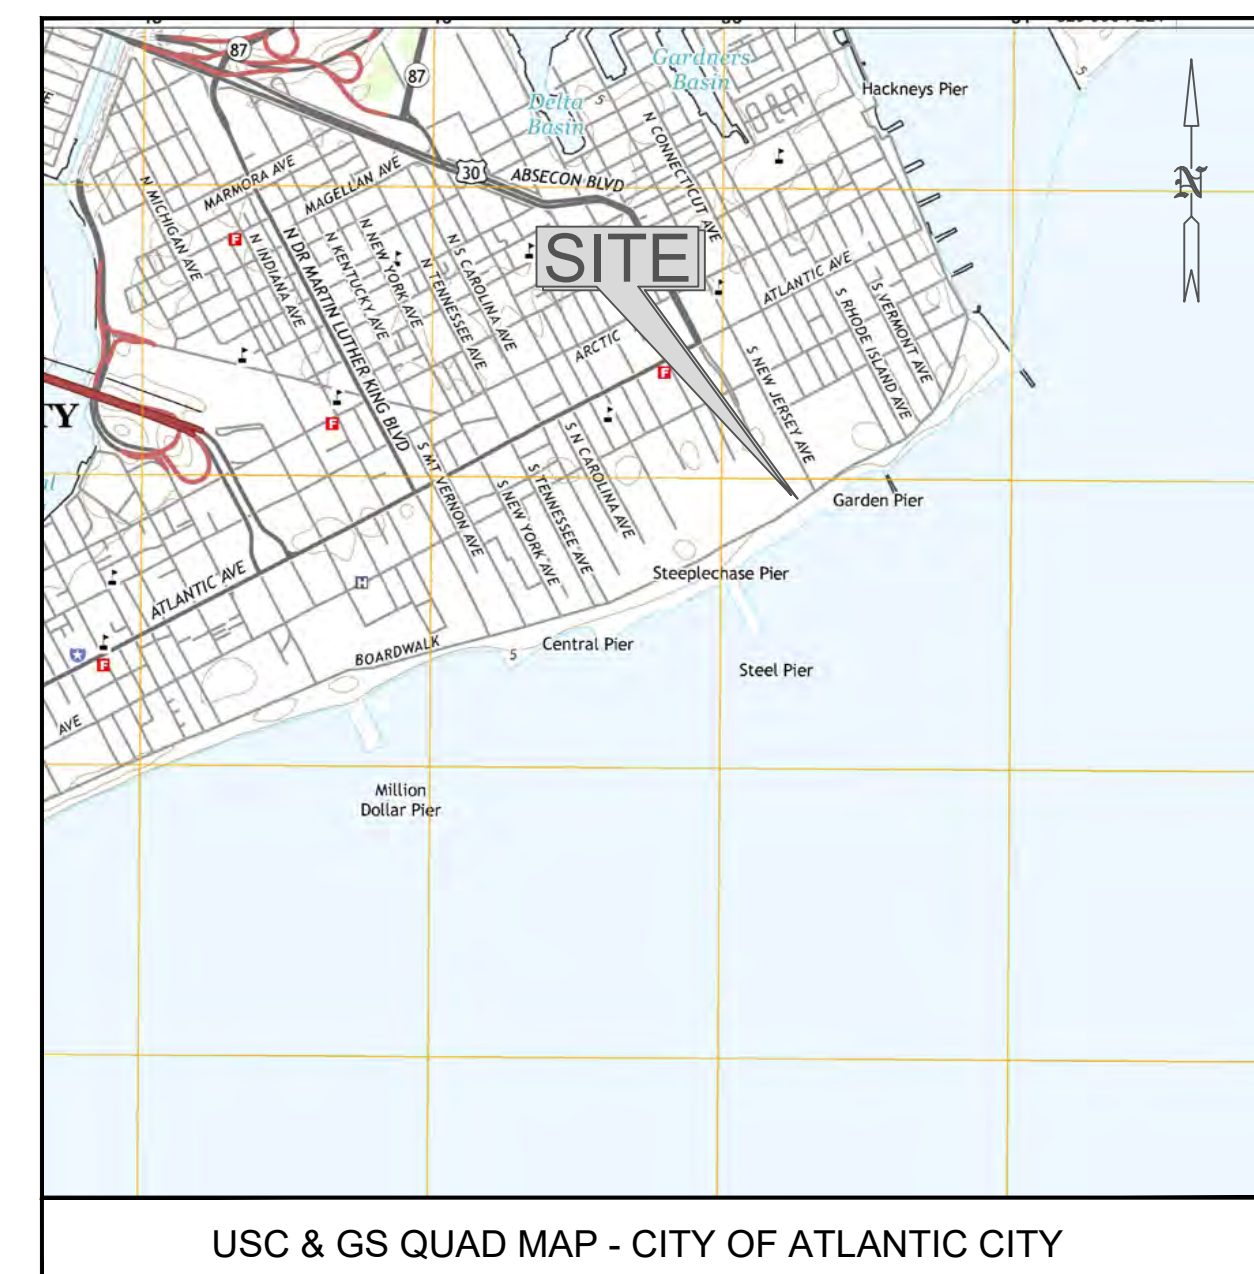 87
87
Gardners
Basin
Hackneys Pier
Delta
Basin
5
5
N CONNECTICUT AVE
30
ABSECON BLVD
MARMORA AVE
MAGELLAN AVE
N MICHIGAN AVE
F
N INDIANA AVE
N DR MARTIN LUTHER KING BLVD
N KENTUCKY AVE
N NEW YORK AVE
N TENNESSEE AVE
N S CAROLINA AVE
SITE
N
ATLANTIC AVE
S VERMONT AVE
S RHODE ISLAND AVE
ARCTIC
F
S NEW JERSEY AVE
TY
F
S MT VERNON AVE
S N CAROLINA AVE
S TENNESSEE AVE
S NEW YORK AVE
Garden Pier
Steeplechase Pier
H
ATLANTIC AVE
BOARDWALK
5
Central Pier
Steel Pier
F
AVE
Million
Dollar Pier
USC & GS QUAD MAP - CITY OF ATLANTIC CITY